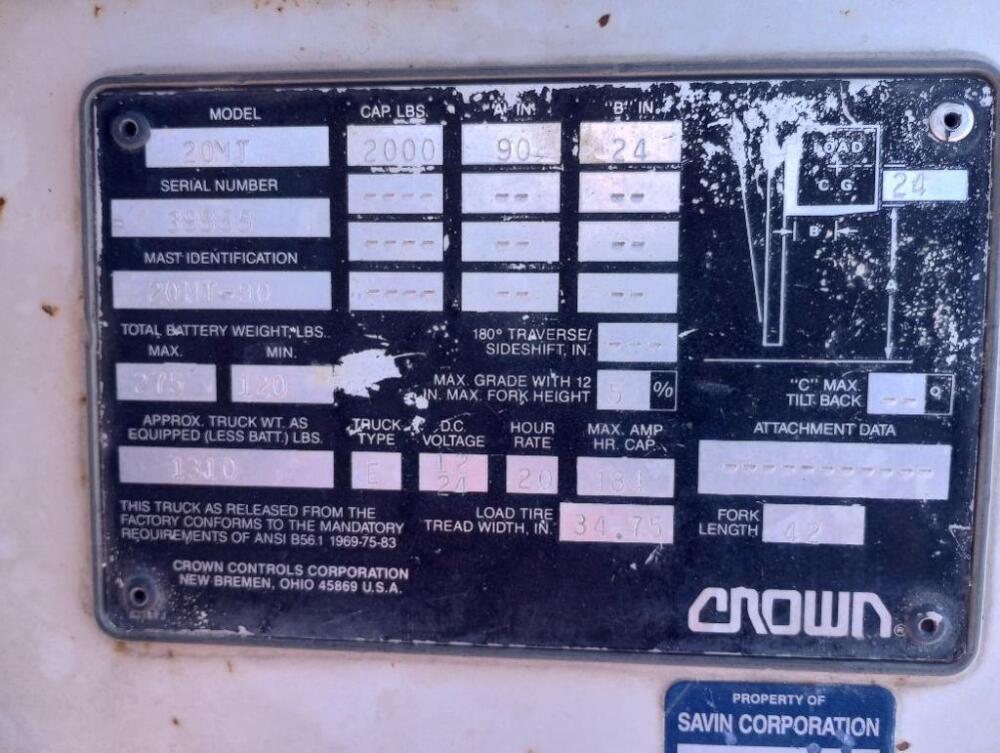 MODEL CAP. LBS. "A" IN "B" IN.
20MT 2000 90 24
SERIAL NUMBER ---- -- --
---- -- --
MAST IDENTIFICATION
20MT-90 ---- -- --
TOTAL BATTERY WEIGHT, LBS.
MAX. MIN.
275 120
180° TRAVERSE/
SIDESHIFT, IN. ---
MAX. GRADE WITH 12
IN. MAX. FORK HEIGHT 5 %
LOAD
C. G. 24
B
A
"C" MAX.
TILT BACK -- °
APPROX. TRUCK WT. AS
EQUIPPED (LESS BATT.) LBS.
1310
TRUCK
TYPE
E
D.C.
VOLTAGE
12
24
HOUR
RATE
20
MAX. AMP
HR. CAP.
ATTACHMENT DATA
-----------
LOAD TIRE
TREAD WIDTH, IN. 34.75
FORK
LENGTH 42
THIS TRUCK AS RELEASED FROM THE
FACTORY CONFORMS TO THE MANDATORY
REQUIREMENTS OF ANSI B56.1 1969-75-83
CROWN CONTROLS CORPORATION
NEW BREMEN, OHIO 45869 U.S.A.
CROWN®
PROPERTY OF
SAVIN CORPORATION